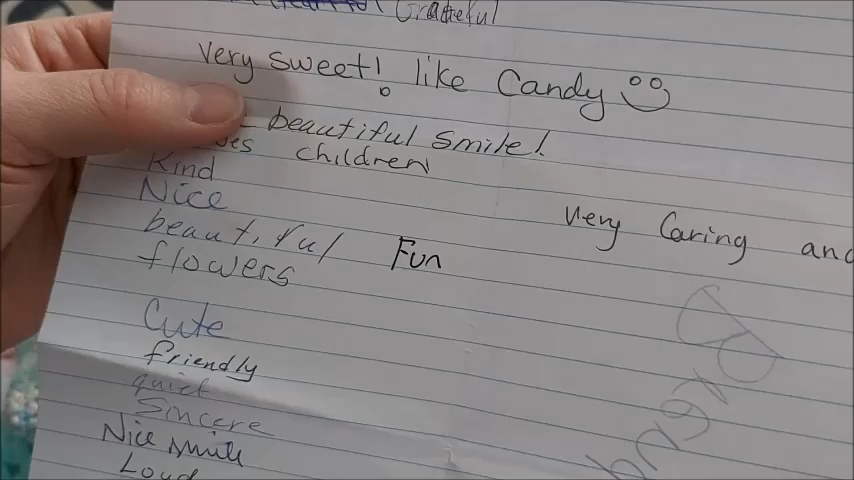 Grateful
Very sweet! like Candy
beautiful smile!
children
Kind
Nice
beautiful
Fun
flowers
Very Caring and
Cute
friendly
quiet
Sincere
Nice smile
Loud